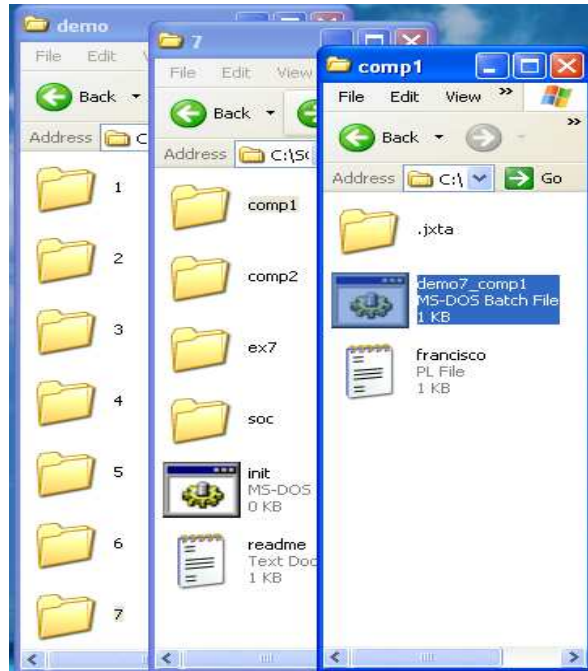 demo
File Edit
Back
Address C
1
2
3
4
5
6
7
7
File Edit View
Back
Address C:\S
comp1
comp2
ex7
soc
init
MS-DOS
0 KB
readme
Text Doc
1 KB
comp1
File Edit View »
Back
»
Address C:\ Go
.jxta
demo7_comp1
MS-DOS Batch File
1 KB
francisco
PL File
1 KB